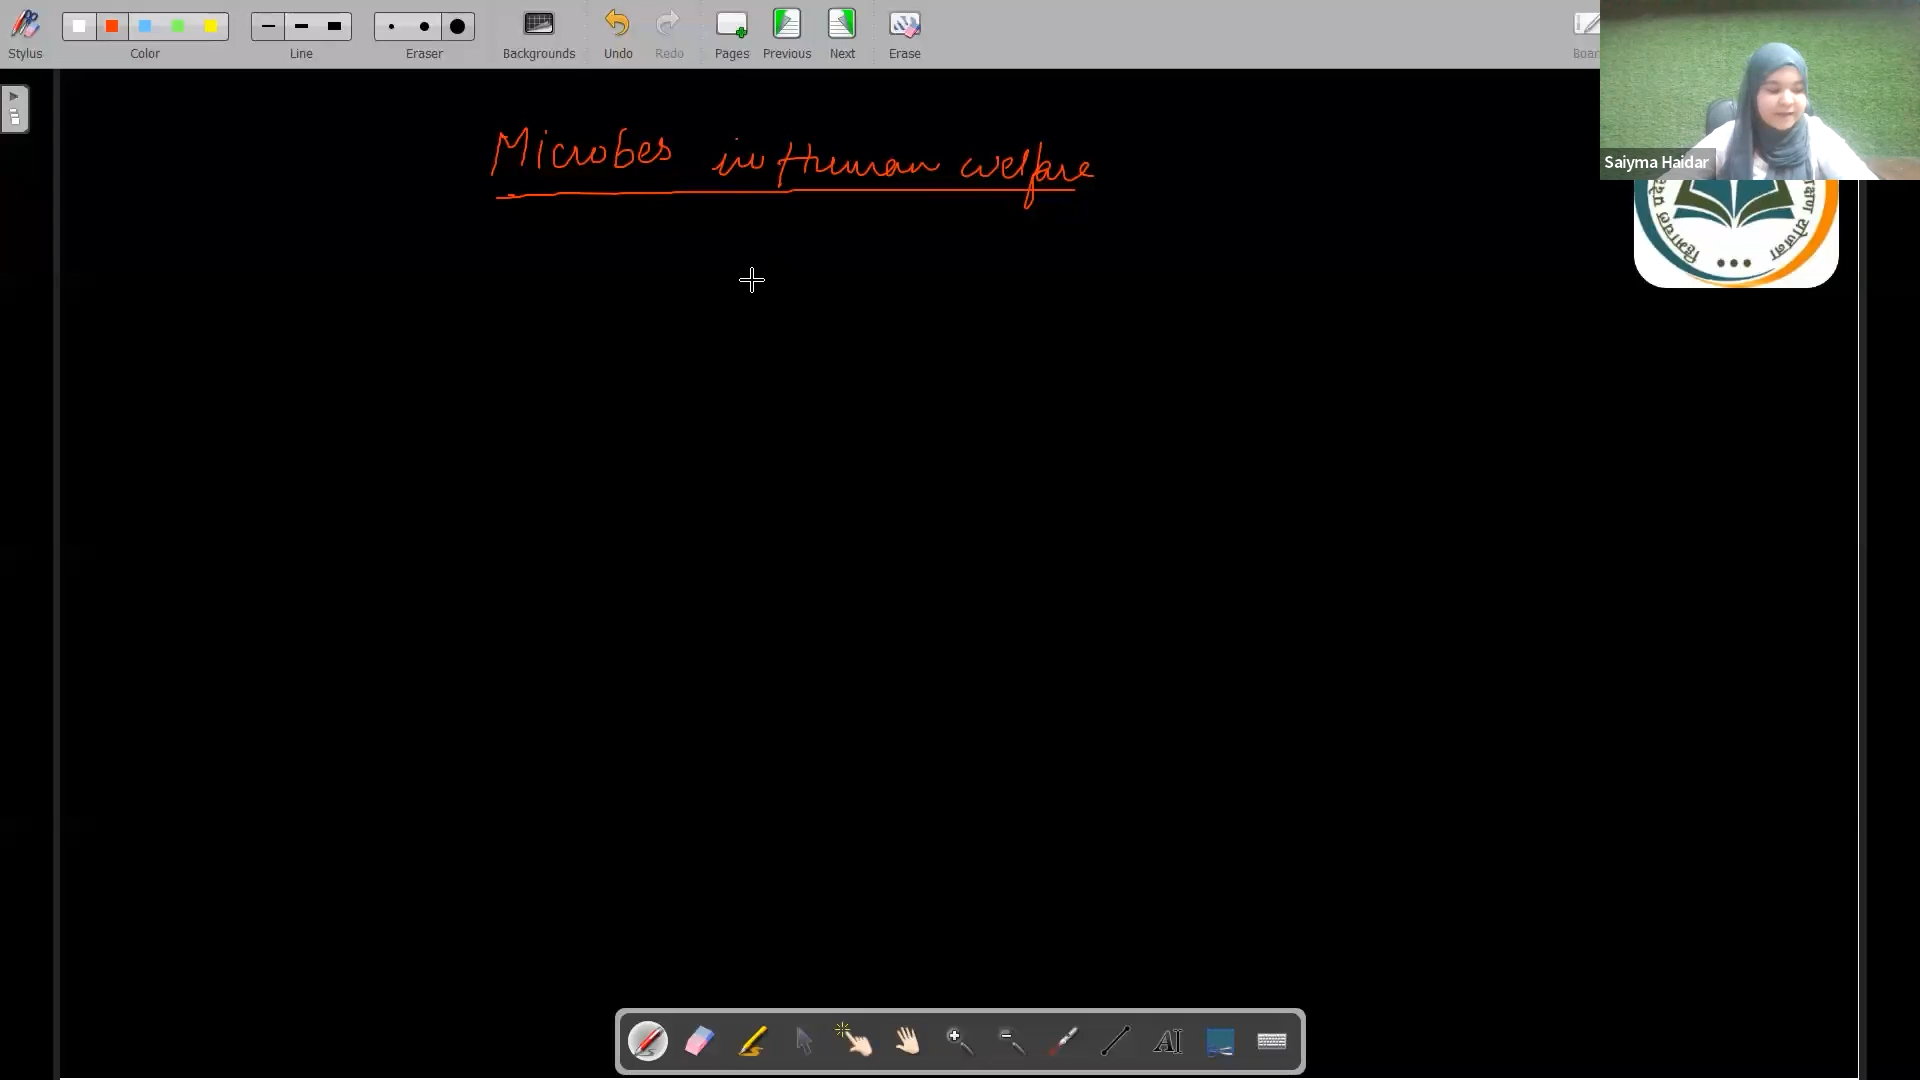 Stylus Color Line Eraser Backgrounds Undo Redo Pages Previous Next Erase
Microbes in Human welfare
Saiyma Haidar